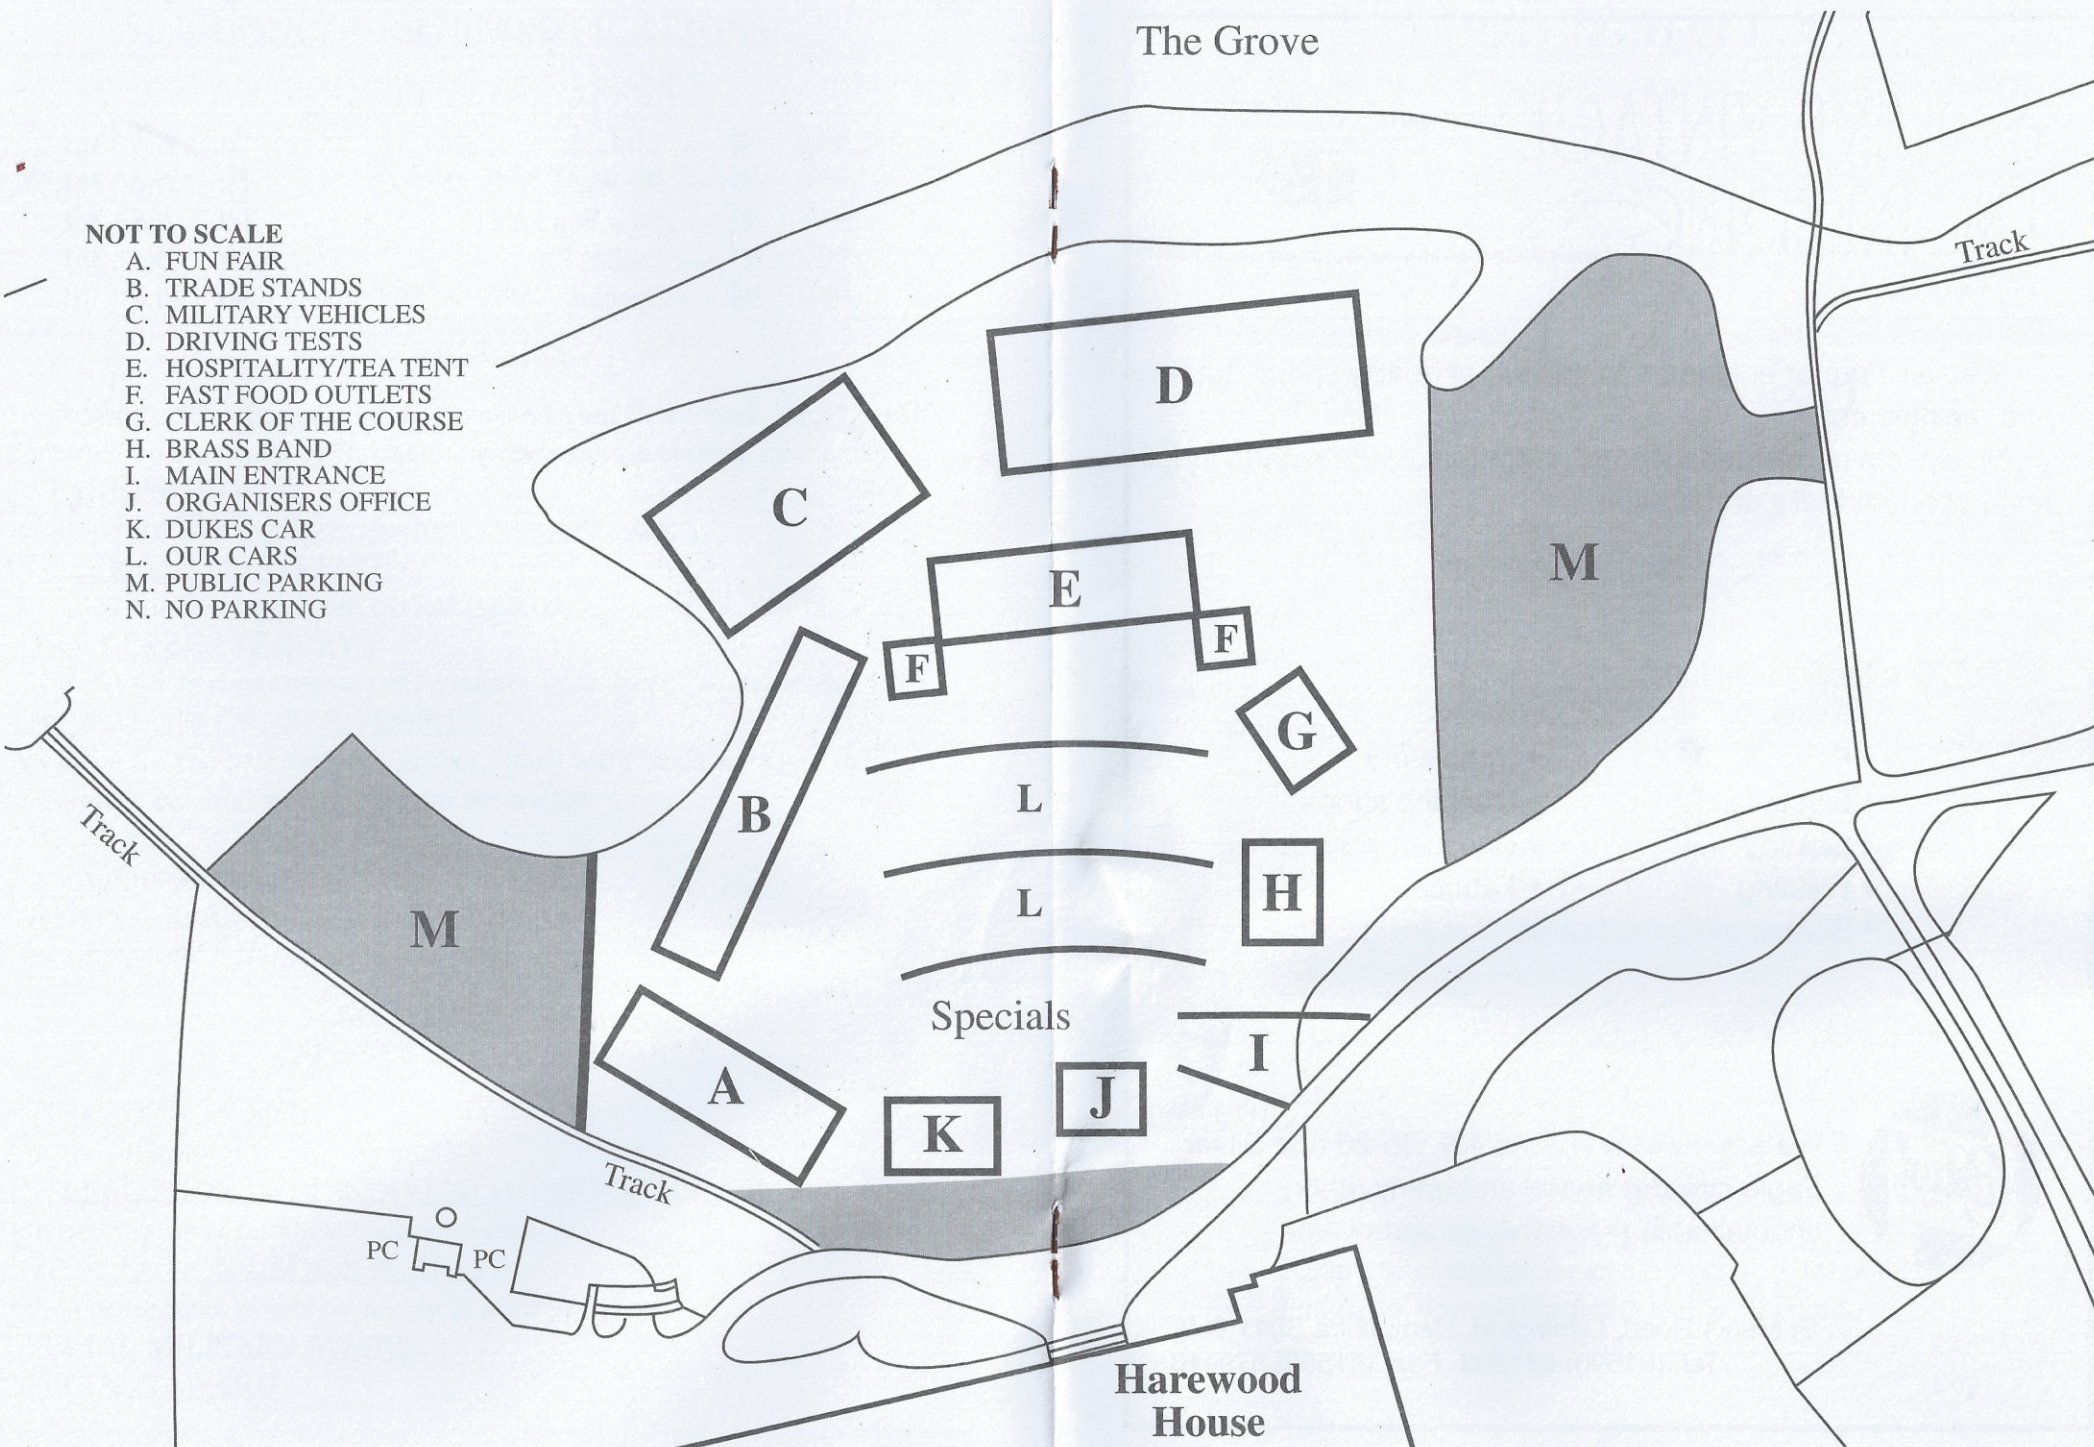 The Grove
Track
NOT TO SCALE
A. FUN FAIR
B. TRADE STANDS
C. MILITARY VEHICLES
D. DRIVING TESTS
E. HOSPITALITY/TEA TENT
F. FAST FOOD OUTLETS
G. CLERK OF THE COURSE
H. BRASS BAND
I. MAIN ENTRANCE
J. ORGANISERS OFFICE
K. DUKES CAR
L. OUR CARS
M. PUBLIC PARKING
N. NO PARKING
D
C
M
E
F
F
G
L
B
Track
H
L
M
Specials
I
A
J
K
Track
PC
PC
Harewood
House